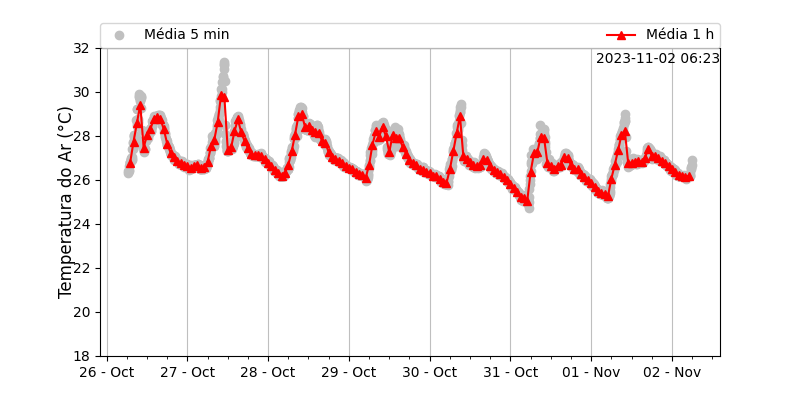 Média 5 min
Média 1 h
2023-11-02 06:23
Temperatura do Ar (°C)
32
30
28
26
24
22
20
18
26 - Oct
27 - Oct
28 - Oct
29 - Oct
30 - Oct
31 - Oct
01 - Nov
02 - Nov